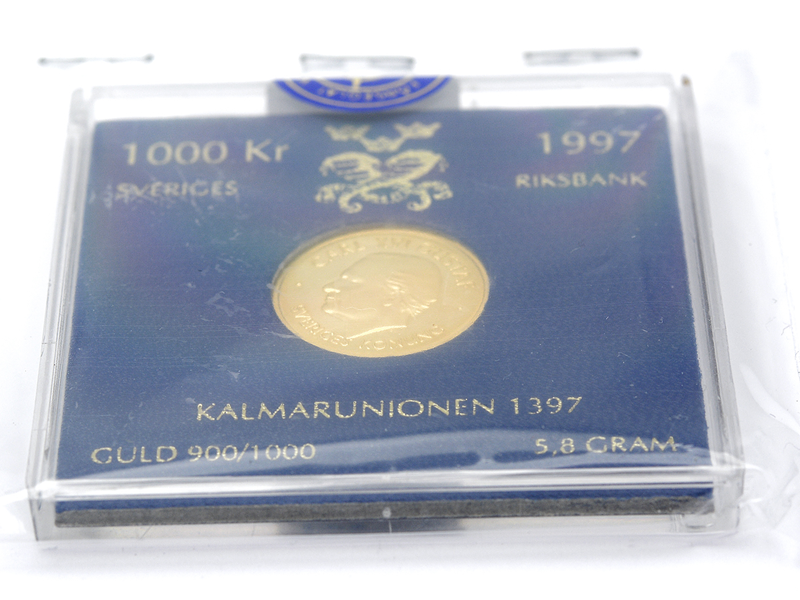 1000 Kr
1997
SVERIGES
RIKSBANK
CARL XVI GUSTAF
SVERIGES KONUNG
KALMARUNIONEN 1397
GULD 900/1000
5,8 GRAM